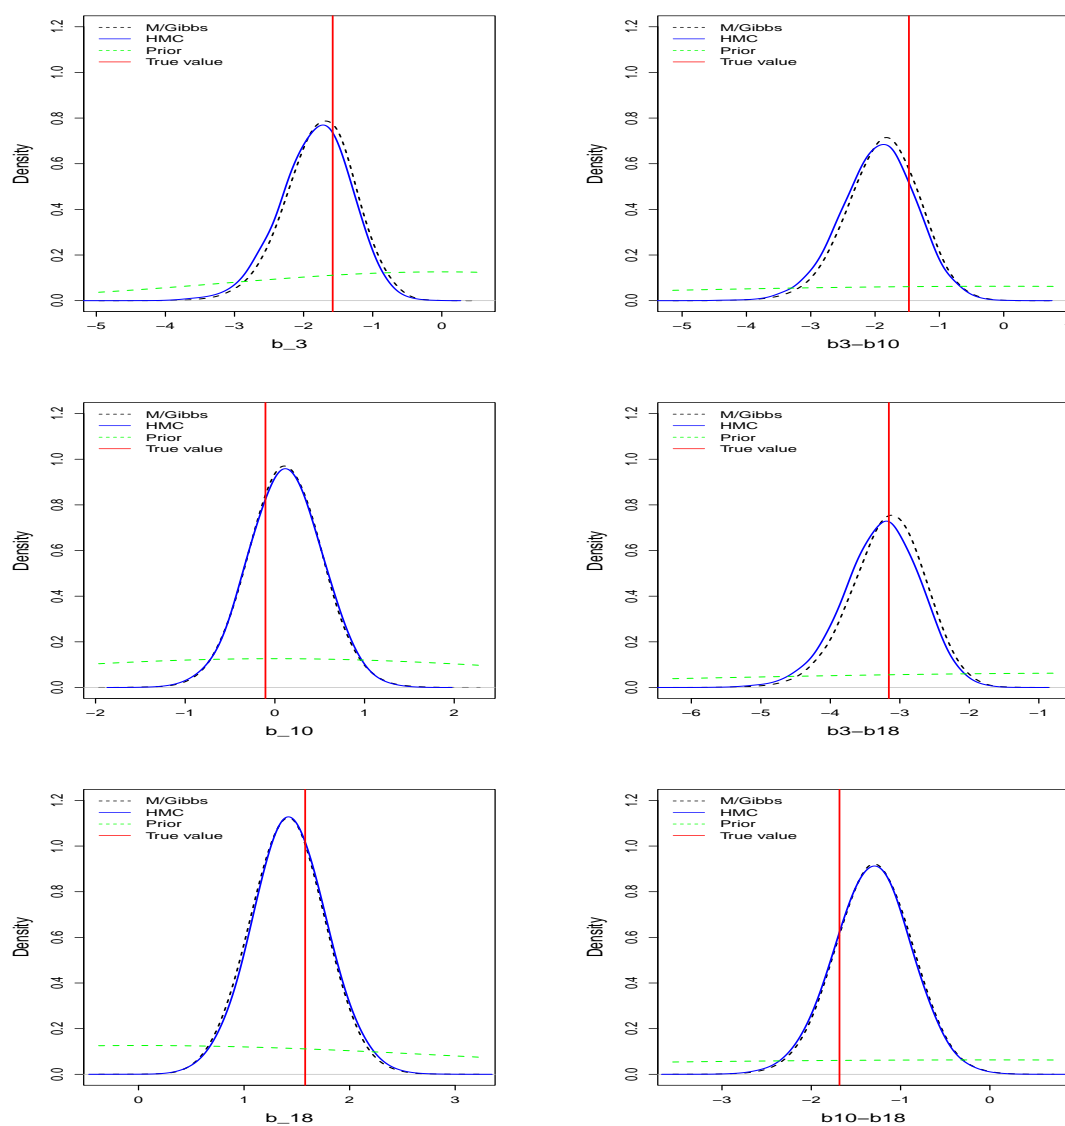 M/Gibbs
HMC
Prior
True value
Density
0.0 0.2 0.4 0.6 0.8 1.0 1.2
−5 −4 −3 −2 −1 0
b_3
M/Gibbs
HMC
Prior
True value
Density
0.0 0.2 0.4 0.6 0.8 1.0 1.2
−5 −4 −3 −2 −1 0
b3−b10
M/Gibbs
HMC
Prior
True value
Density
0.0 0.2 0.4 0.6 0.8 1.0 1.2
−2 −1 0 1 2
b_10
M/Gibbs
HMC
Prior
True value
Density
0.0 0.2 0.4 0.6 0.8 1.0 1.2
−6 −5 −4 −3 −2 −1
b3−b18
M/Gibbs
HMC
Prior
True value
Density
0.0 0.2 0.4 0.6 0.8 1.0 1.2
0 1 2 3
b_18
M/Gibbs
HMC
Prior
True value
Density
0.0 0.2 0.4 0.6 0.8 1.0 1.2
−3 −2 −1 0
b10−b18